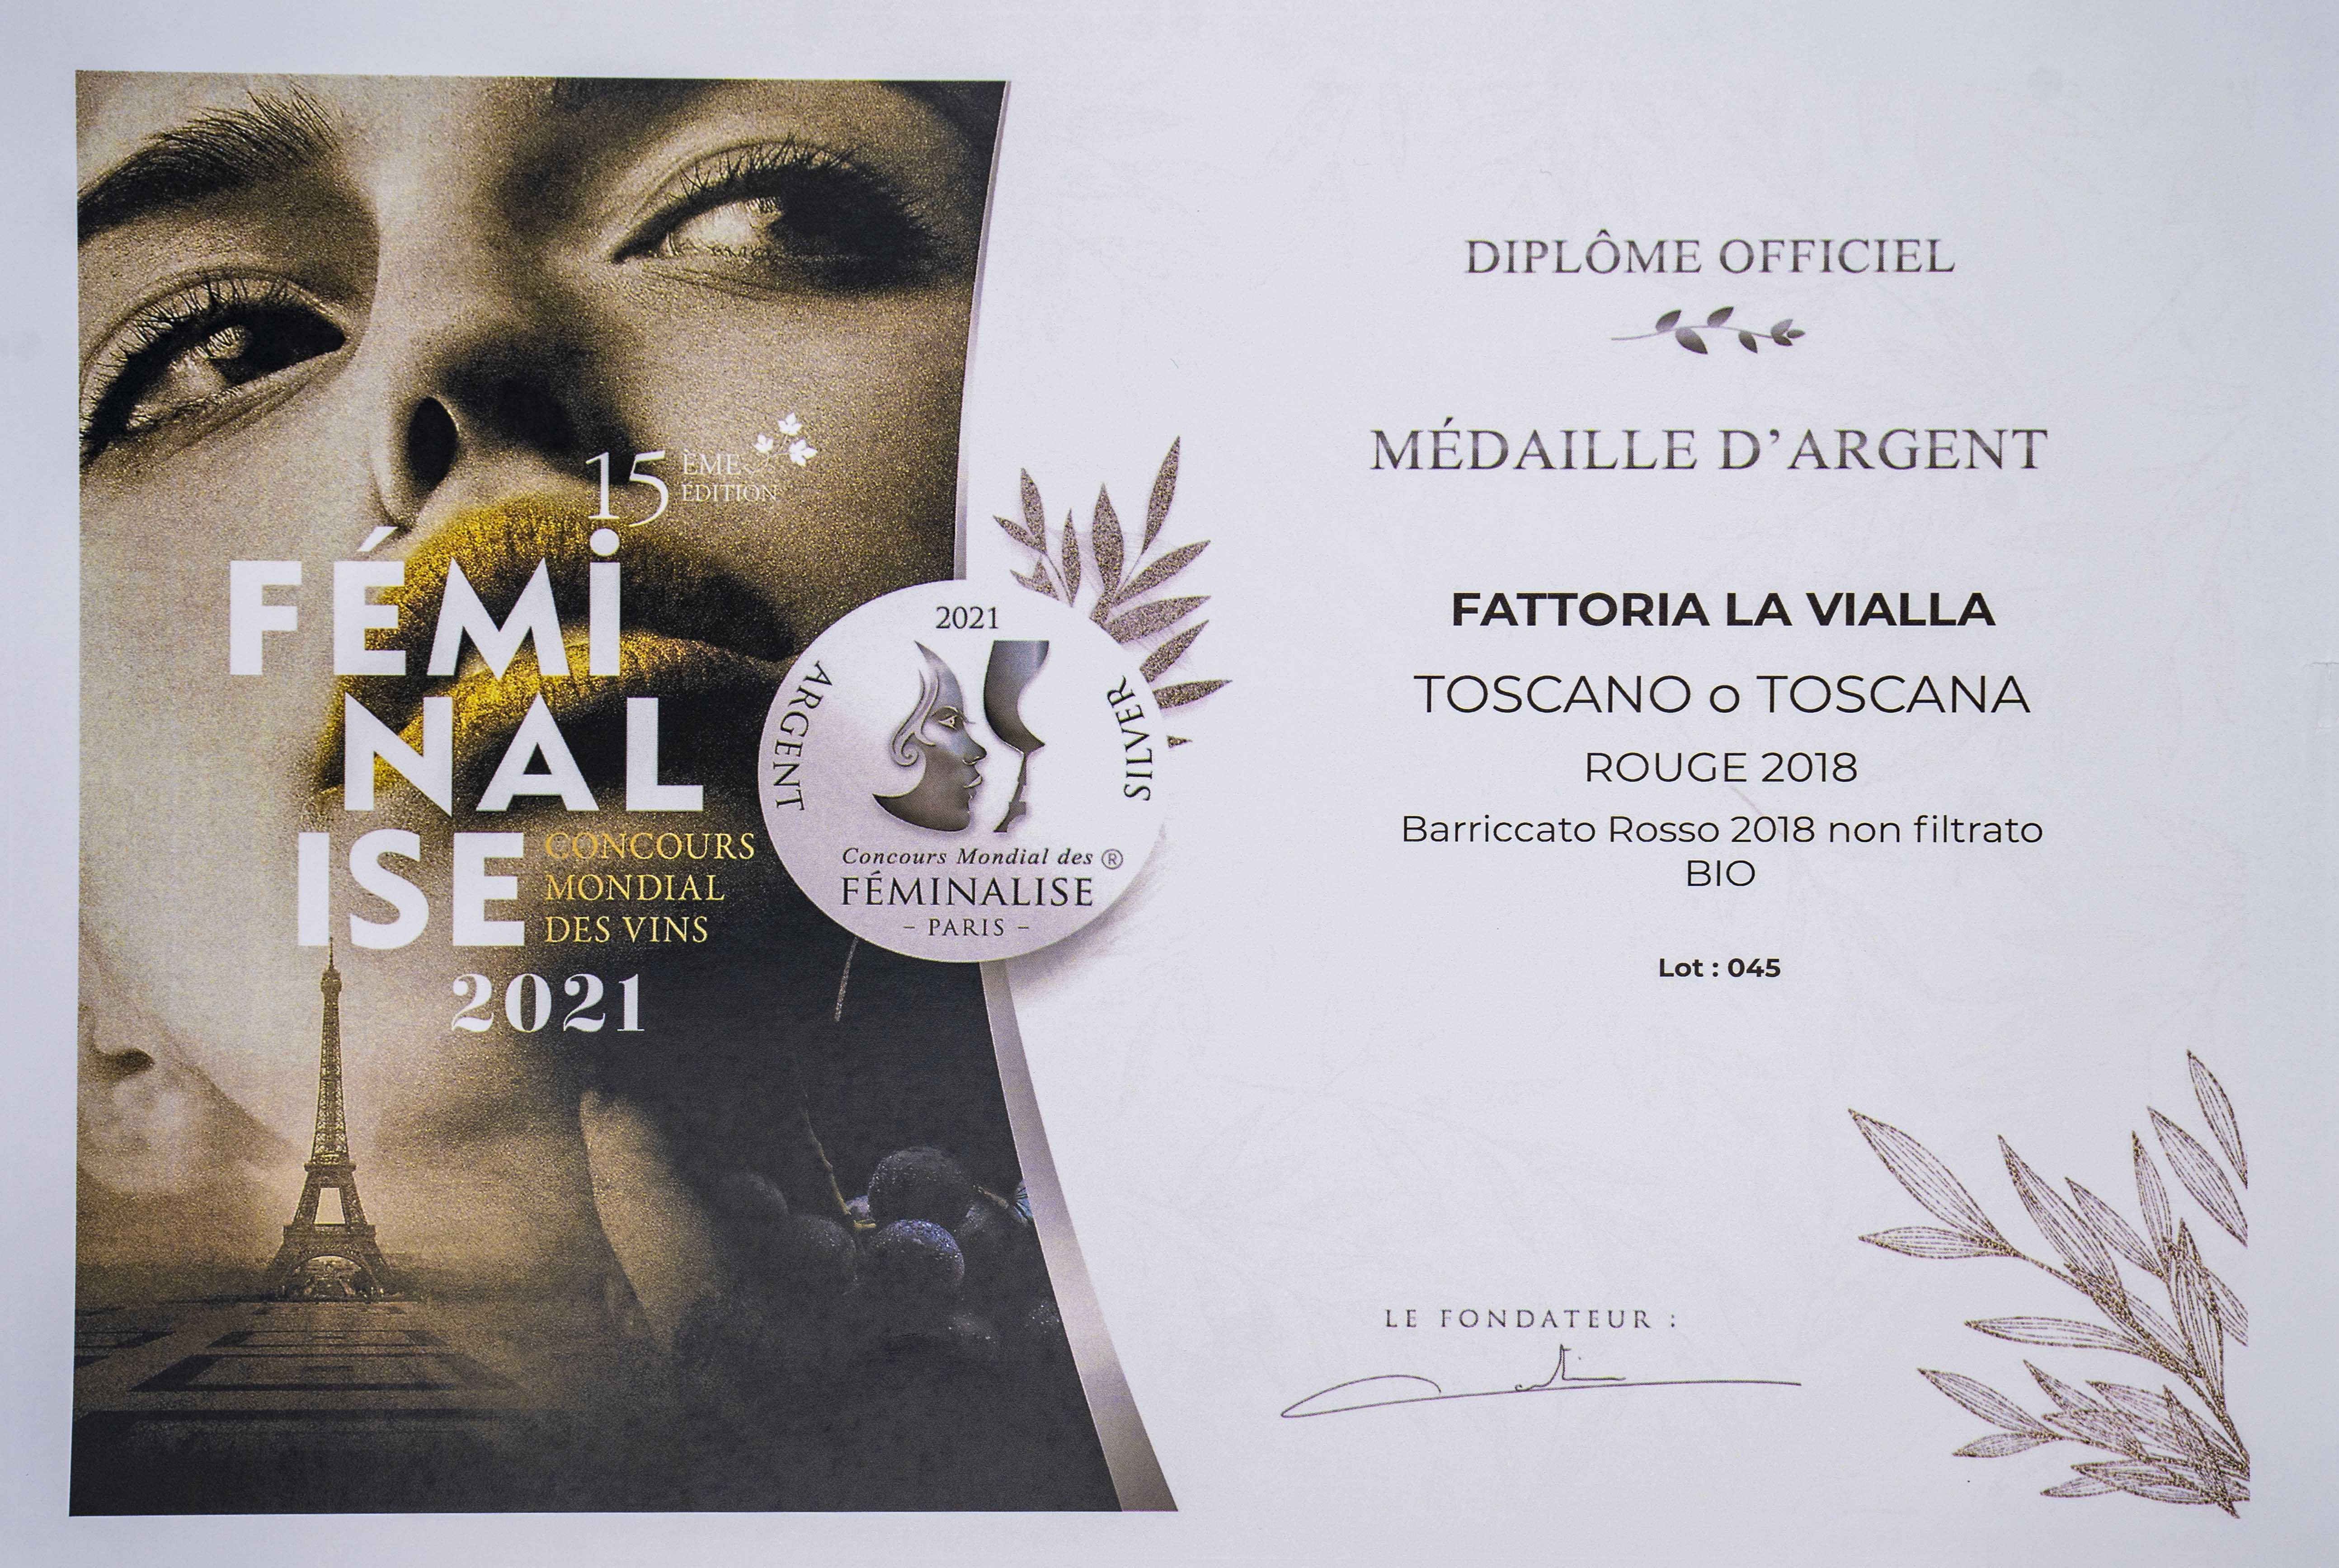 15 ÈME
ÉDITION
FÉMi
NAL
ISE
CONCOURS
MONDIAL
DES VINS
2021
2021
ARGENT
SILVER
Concours Mondial des ®
FÉMINALISE
– PARIS –
DIPLÔME OFFICIEL
MÉDAILLE D’ARGENT
FATTORIA LA VIALLA
TOSCANO o TOSCANA
ROUGE 2018
Barriccato Rosso 2018 non filtrato
BIO
Lot : 045
LE FONDATEUR :